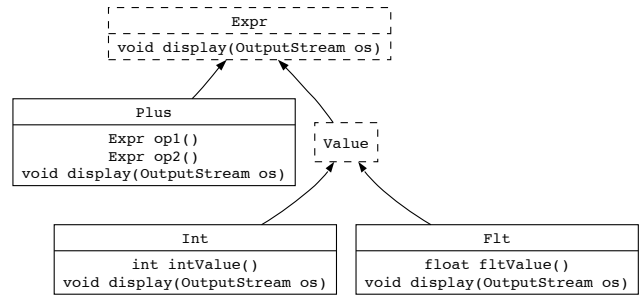 Expr
void display(OutputStream os)
Plus
Expr op1()
Expr op2()
void display(OutputStream os)
Value
Int
int intValue()
void display(OutputStream os)
Flt
float fltValue()
void display(OutputStream os)